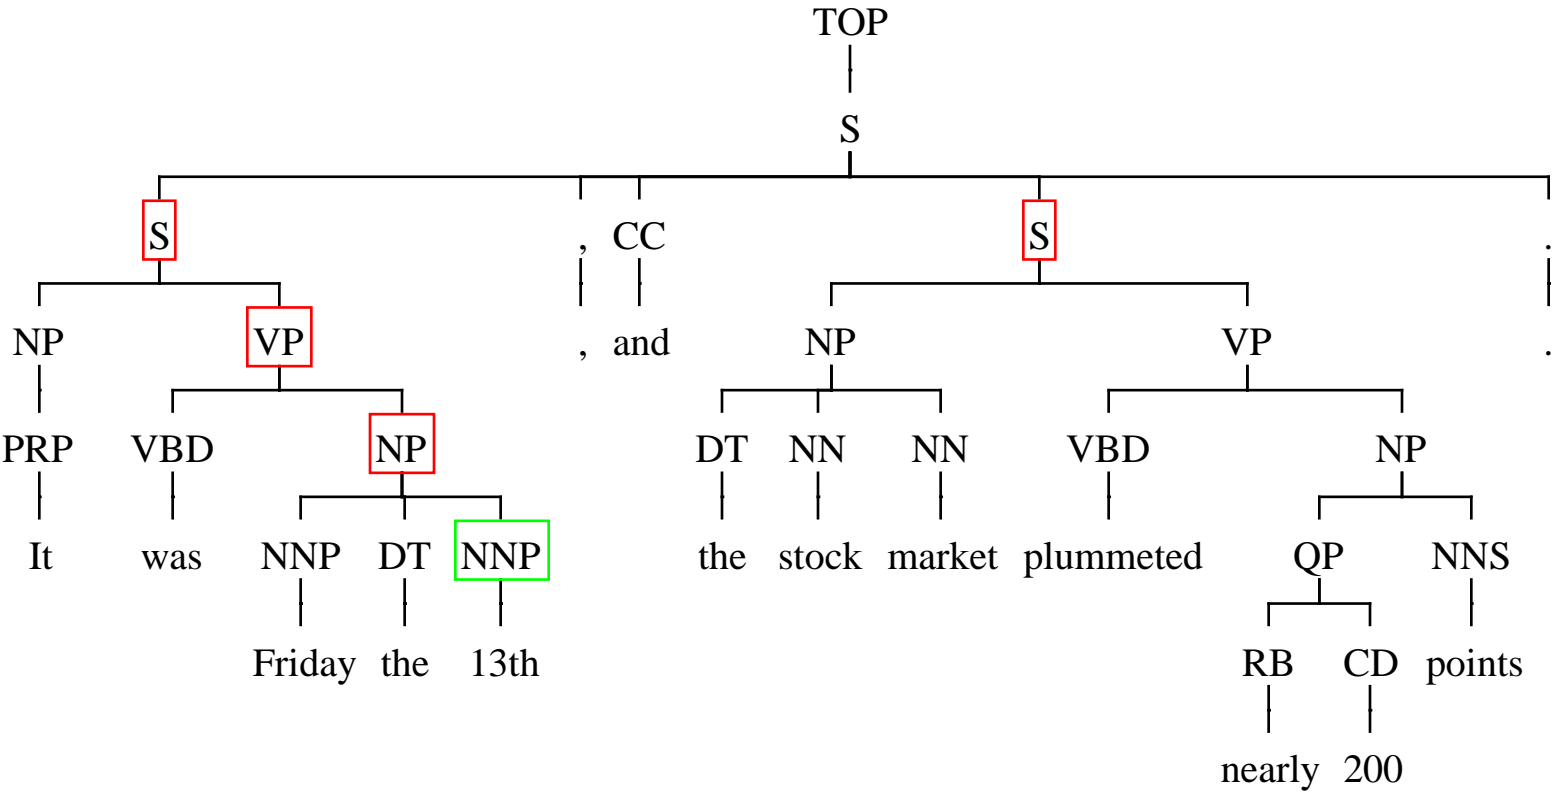 TOP
S
S , CC S .
NP VP , and NP VP .
PRP VBD NP DT NN NN VBD NP
It was NNP DT NNP the stock market plummeted QP NNS
Friday the 13th RB CD points
nearly 200